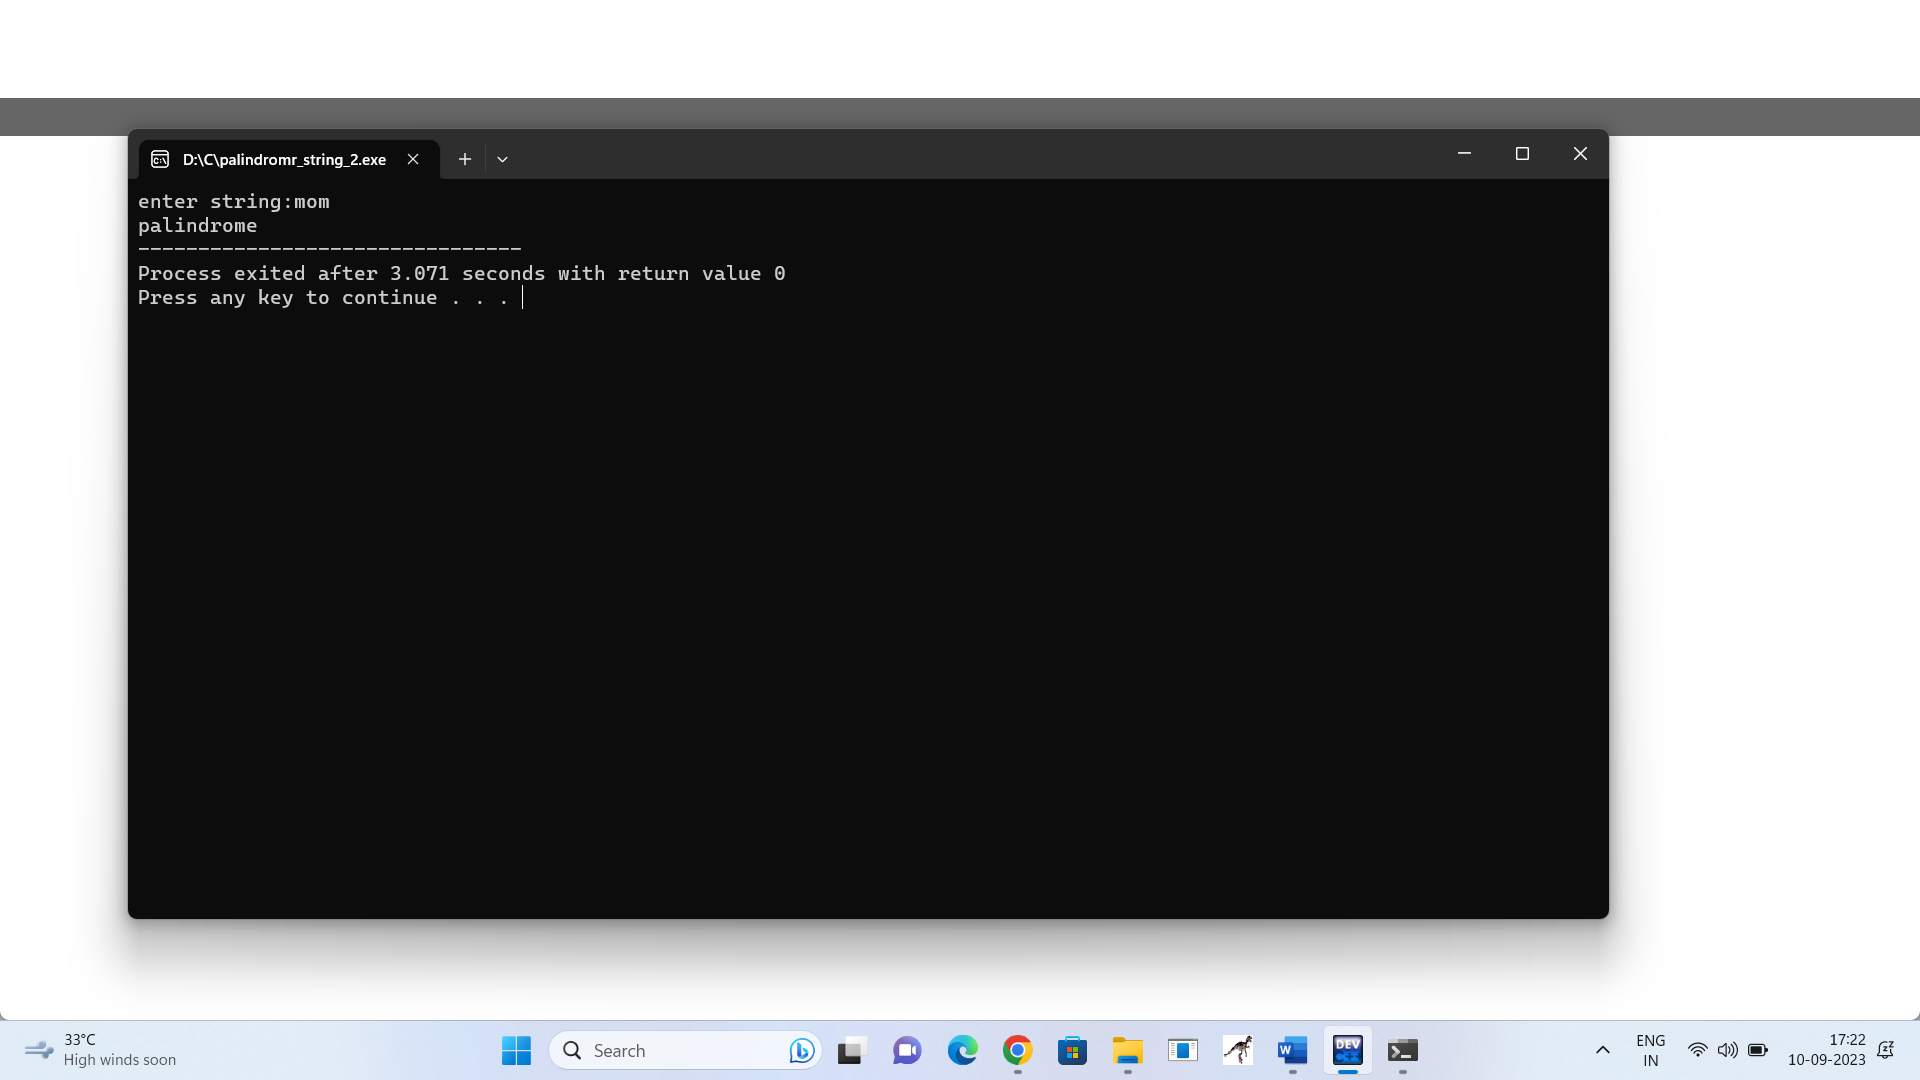 D:\C\palindromr_string_2.exe
enter string:mom
palindrome
--------------------------------
Process exited after 3.071 seconds with return value 0
Press any key to continue . . .
33°C
High winds soon
Search
W
DEV
C++
ENG
IN
17:22
10-09-2023